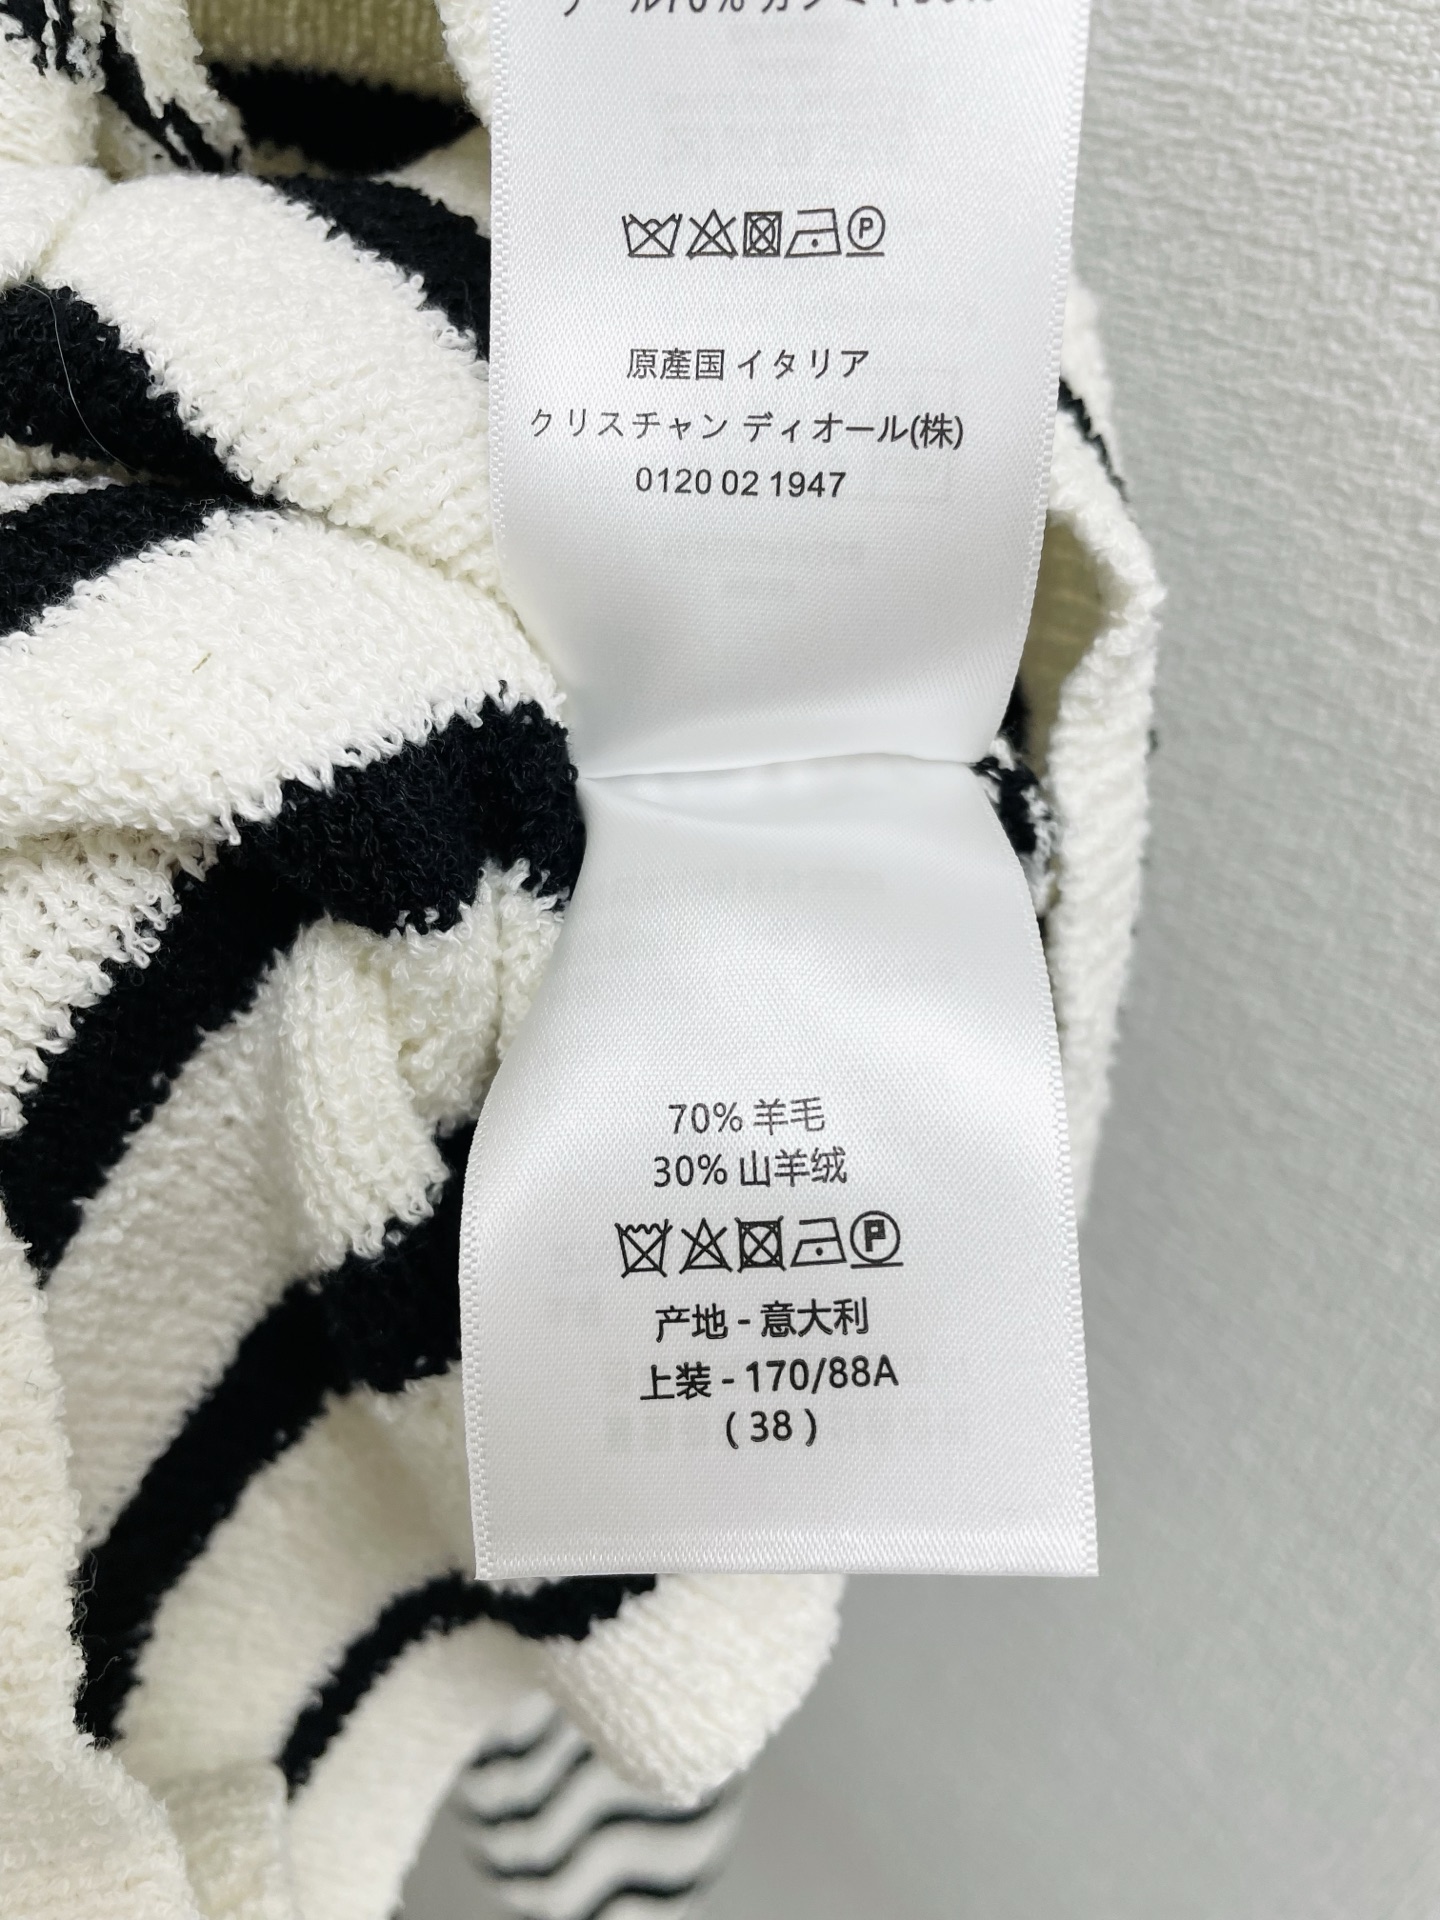 原產国 イタリア
クリスチャン ディオール(株)
0120 02 1947
70% 羊毛
30% 山羊绒
产地 - 意大利
上装 - 170/88A
( 38 )